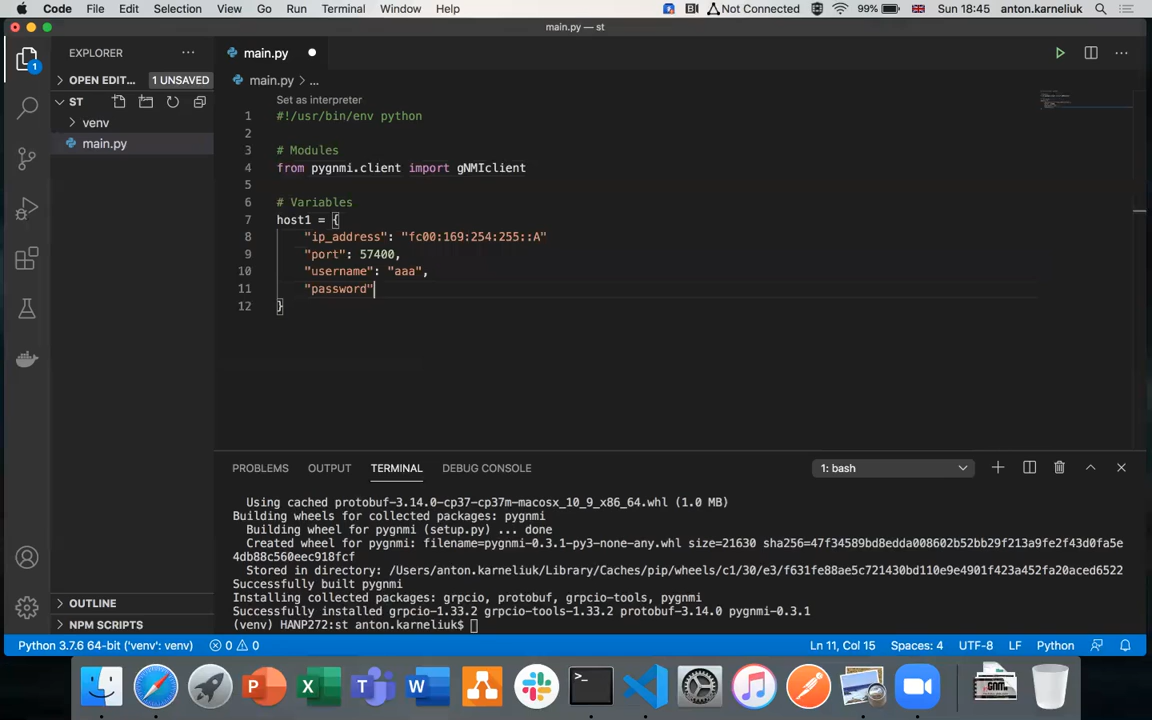 Code File Edit Selection View Go Run Terminal Window Help Not Connected 99% Sun 18:45 anton.karneliuk
main.py — st
EXPLORER
main.py
OPEN EDIT... 1 UNSAVED
main.py > ...
ST
venv
main.py
Set as interpreter
1 #!/usr/bin/env python
2
3 # Modules
4 from pygnmi.client import gNMIclient
5
6 # Variables
7 host1 = {
8 "ip_address": "fc00:169:254:255::A"
9 "port": 57400,
10 "username": "aaa",
11 "password"
12 }
PROBLEMS OUTPUT TERMINAL DEBUG CONSOLE 1: bash
Using cached protobuf-3.14.0-cp37-cp37m-macosx_10_9_x86_64.whl (1.0 MB)
Building wheels for collected packages: pygnmi
Building wheel for pygnmi (setup.py) ... done
Created wheel for pygnmi: filename=pygnmi-0.3.1-py3-none-any.whl size=21630 sha256=47f34589bd8edda008602b52bb29f213a9fe2f43d0fa5e
4db88c560eec918fcf
Stored in directory: /Users/anton.karneliuk/Library/Caches/pip/wheels/c1/30/e3/f631fe88ae5c721430bd110e9e4901f423a452fa20aced6522
Successfully built pygnmi
Installing collected packages: grpcio, protobuf, grpcio-tools, pygnmi
Successfully installed grpcio-1.33.2 grpcio-tools-1.33.2 protobuf-3.14.0 pygnmi-0.3.1
(venv) HANP272:st anton.karneliuk$
OUTLINE
NPM SCRIPTS
Python 3.7.6 64-bit ('venv': venv) 0 0 Ln 11, Col 15 Spaces: 4 UTF-8 LF Python